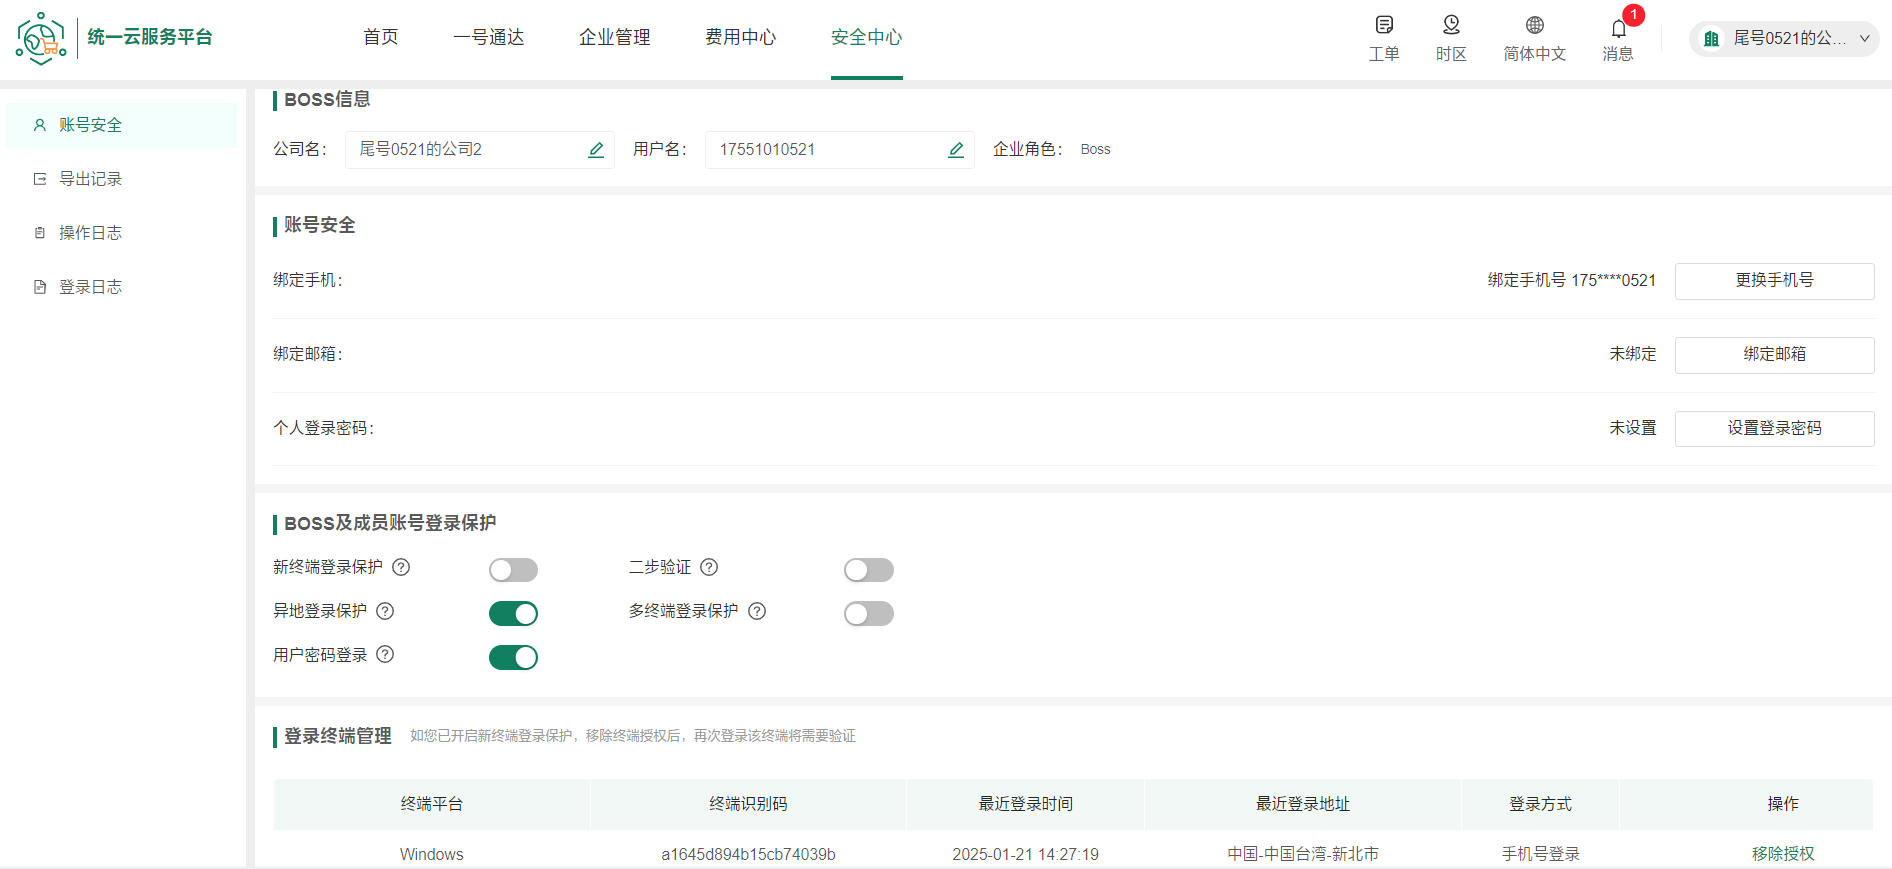 统一云服务平台
首页
一号通达
企业管理
费用中心
安全中心
工单
时区
简体中文
1
消息
尾号0521的公...
账号安全
导出记录
操作日志
登录日志
BOSS信息
公司名： 尾号0521的公司2 用户名： 17551010521 企业角色： Boss
账号安全
绑定手机： 绑定手机号 175****0521 更换手机号
绑定邮箱： 未绑定 绑定邮箱
个人登录密码： 未设置 设置登录密码
BOSS及成员账号登录保护
新终端登录保护 二步验证
异地登录保护 多终端登录保护
用户密码登录
登录终端管理 如您已开启新终端登录保护，移除终端授权后，再次登录该终端将需要验证
终端平台 终端识别码 最近登录时间 最近登录地址 登录方式 操作
Windows a1645d894b15cb74039b 2025-01-21 14:27:19 中国-中国台湾-新北市 手机号登录 移除授权